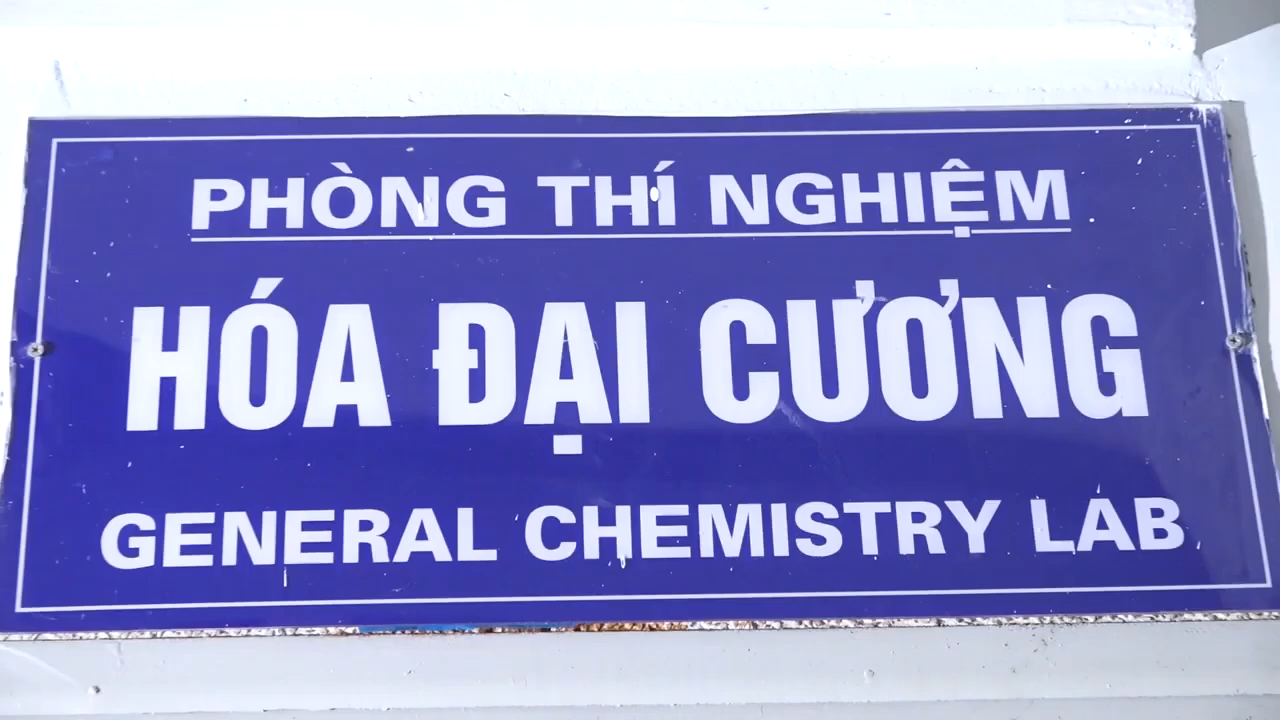 PHÒNG THÍ NGHIỆM
HÓA ĐẠI CƯƠNG
GENERAL CHEMISTRY LAB